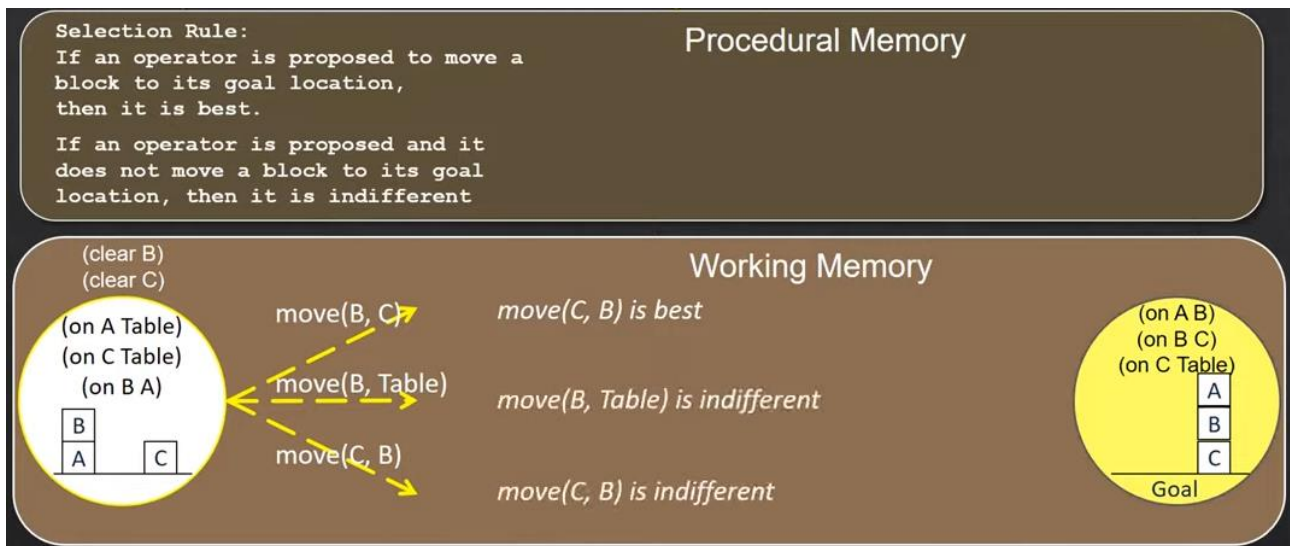 Selection Rule:
If an operator is proposed to move a
block to its goal location,
then it is best.
If an operator is proposed and it
does not move a block to its goal
location, then it is indifferent
Procedural Memory
(clear B)
(clear C)
Working Memory
(on A Table)
(on C Table)
(on B A)
B
A
C
move(B, C)
move(C, B) is best
move(B, Table)
move(B, Table) is indifferent
move(C, B)
move(C, B) is indifferent
(on A B)
(on B C)
(on C Table)
A
B
C
Goal